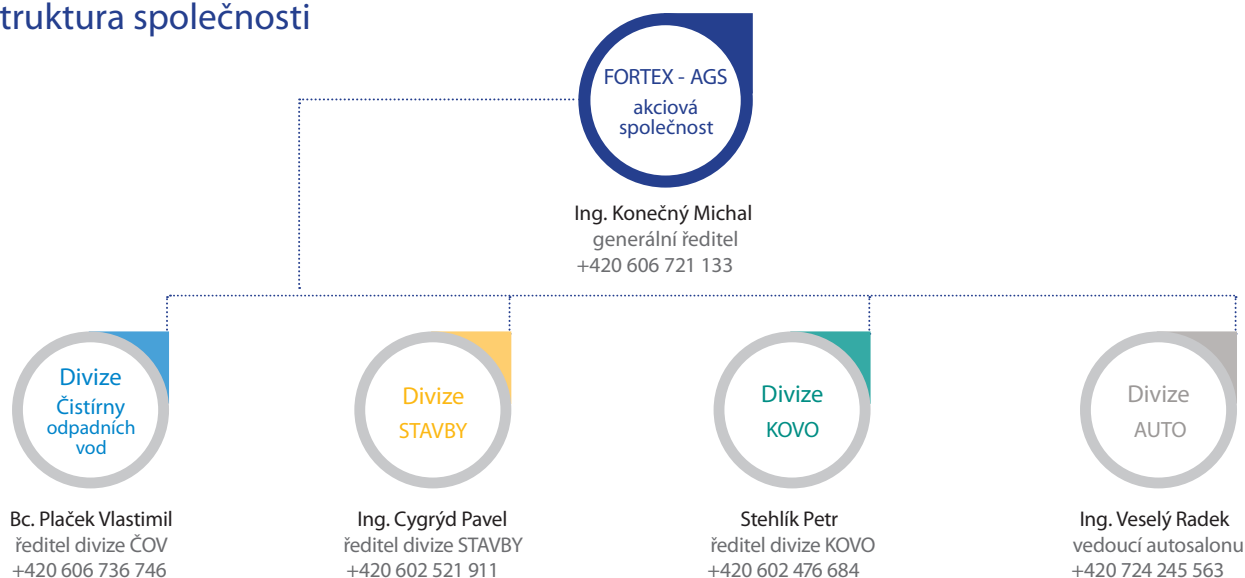 truktura společnosti
FORTEX - AGS
akciová
společnost
Ing. Konečný Michal
generální ředitel
+420 606 721 133
Divize
Čistírny
odpadních
vod
Bc. Plaček Vlastimil
ředitel divize ČOV
+420 606 736 746
Divize
STAVBY
Ing. Cygrýd Pavel
ředitel divize STAVBY
+420 602 521 911
Divize
KOVO
Stehlík Petr
ředitel divize KOVO
+420 602 476 684
Divize
AUTO
Ing. Veselý Radek
vedoucí autosalonu
+420 724 245 563